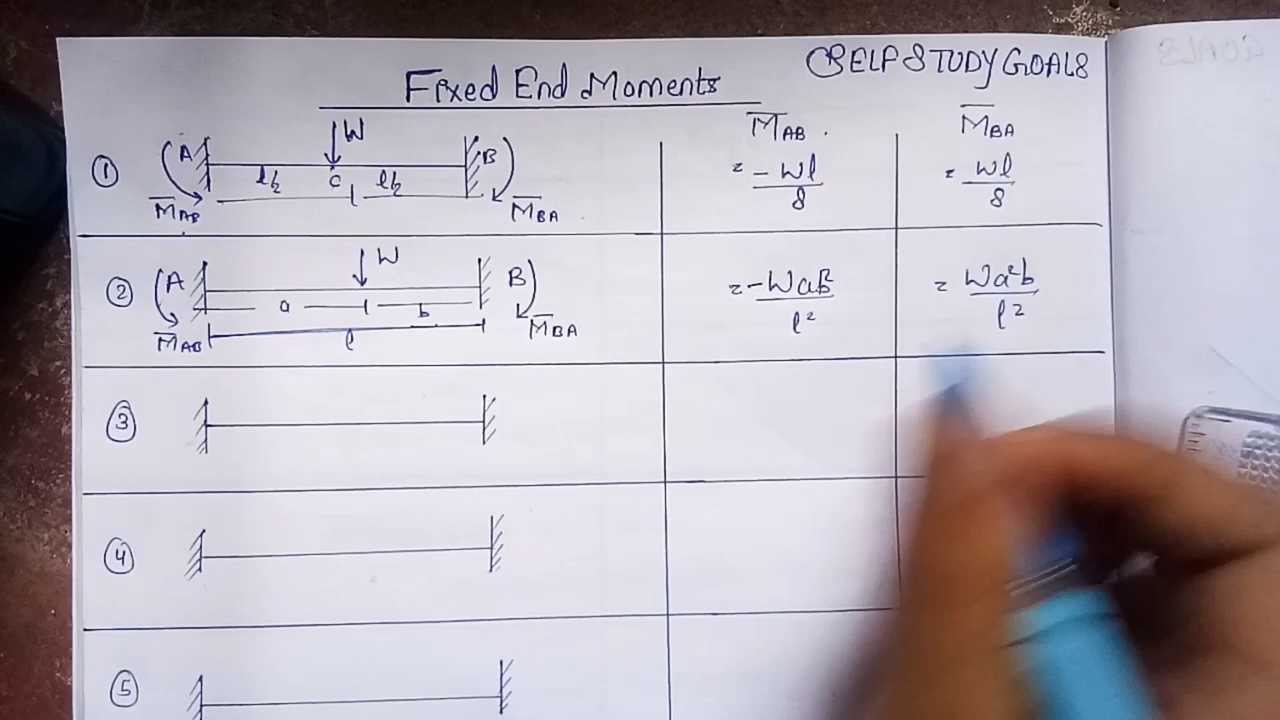 SELF STUDY GOALS
Fixed End Moments
M̅AB . M̅BA
① A W B = -Wl/8 = Wl/8
l/2 c l/2
M̅AB M̅BA
② A W B = -Wab²/l² = Wa²b/l²
a b
M̅AB l M̅BA
③
④
⑤